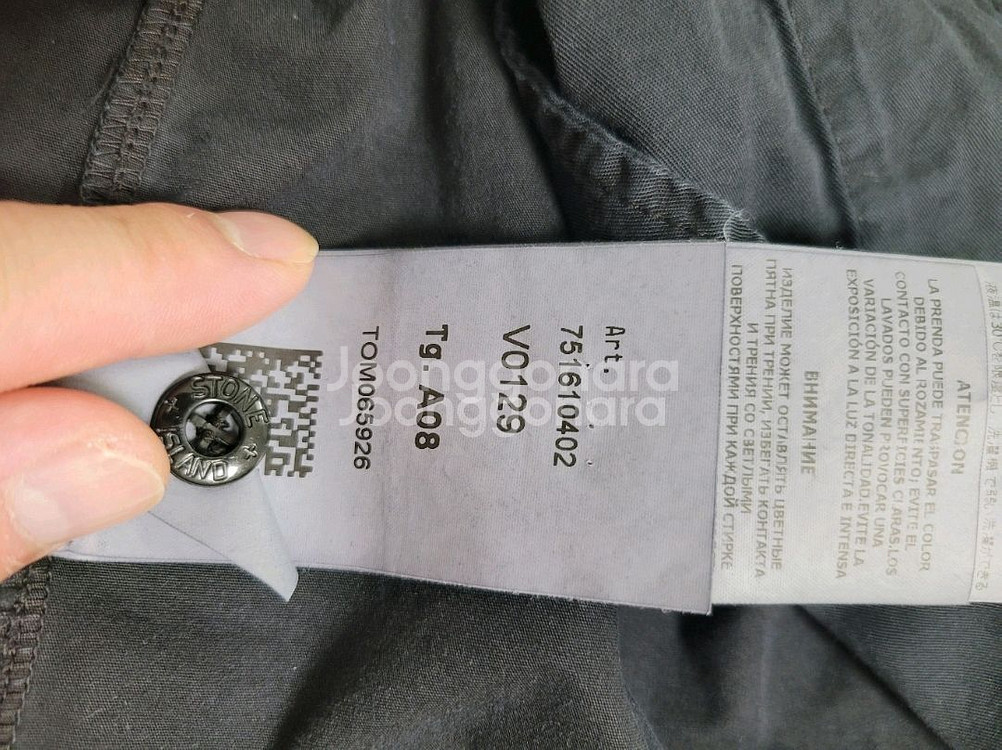 Art.
751610402
V0129
Tg. A08
TOM065926
STONE
ISLAND
Joonggonara
Joonggonara
ATENCION
LA PRENDA PUEDE TRASPASAR EL COLOR
DEBIDO AL ROZAMIENTO; EVITE EL
CONTACTO CON SUPERFICIES CLARAS.LOS
LAVADOS PUEDEN PROVOCAR UNA
VARIACIÓN DE LA TONALIDAD.EVITE LA
EXPOSICIÓN A LA LUZ DIRECTA E INTENSA
ВНИМАНИЕ
ИЗДЕЛИЕ МОЖЕТ ОСТАВЛЯТЬ ЦВЕТНЫЕ
ПЯТНА ПРИ ТРЕНИИ, ИЗБЕГАТЬ КОНТАКТА
И ТРЕНИЯ СО СВЕТЛЫМИ
ПОВЕРХНОСТЯМИ ПРИ КАЖДОЙ СТИРКЕ